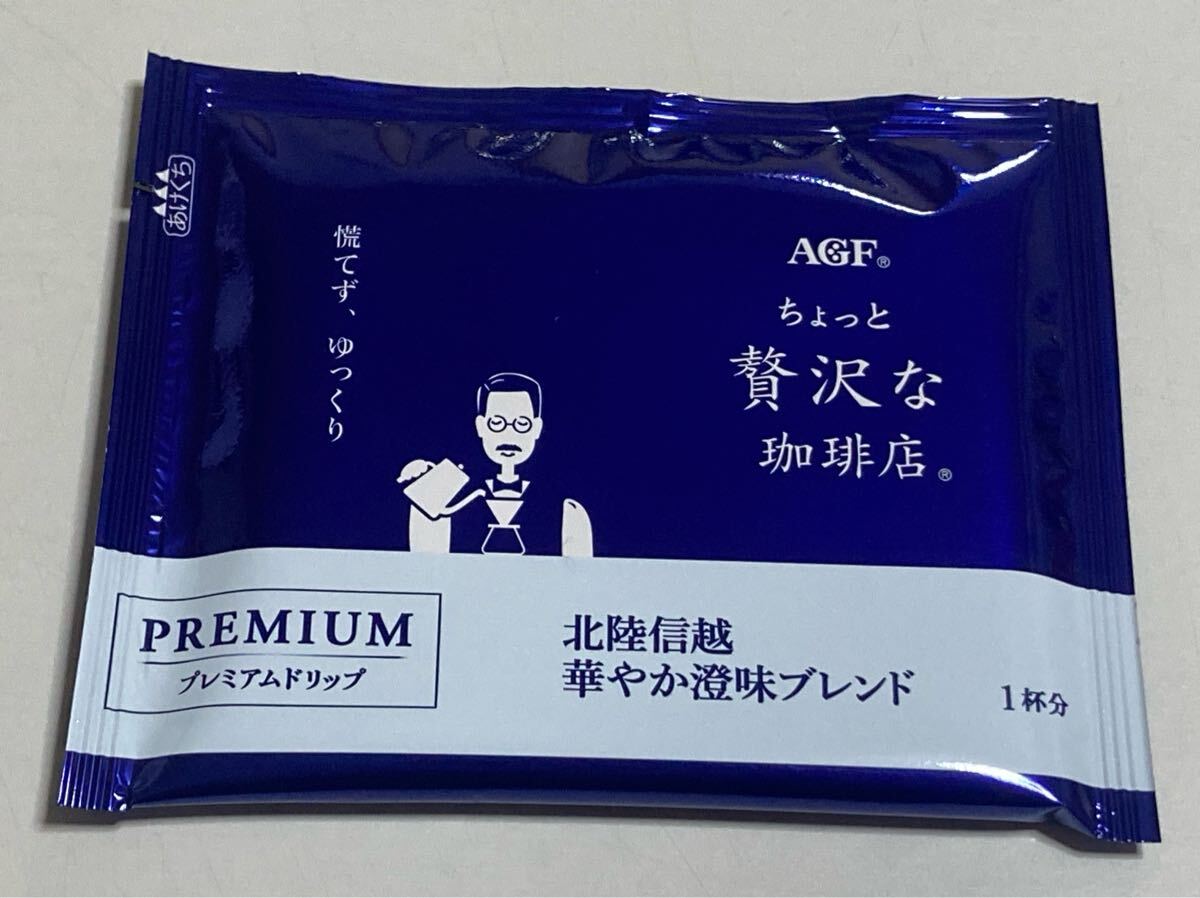 あけくち
慌てず、ゆっくり
AGF®
ちょっと
贅沢な
珈琲店®
PREMIUM
プレミアムドリップ
北陸信越
華やか澄味ブレンド
1杯分